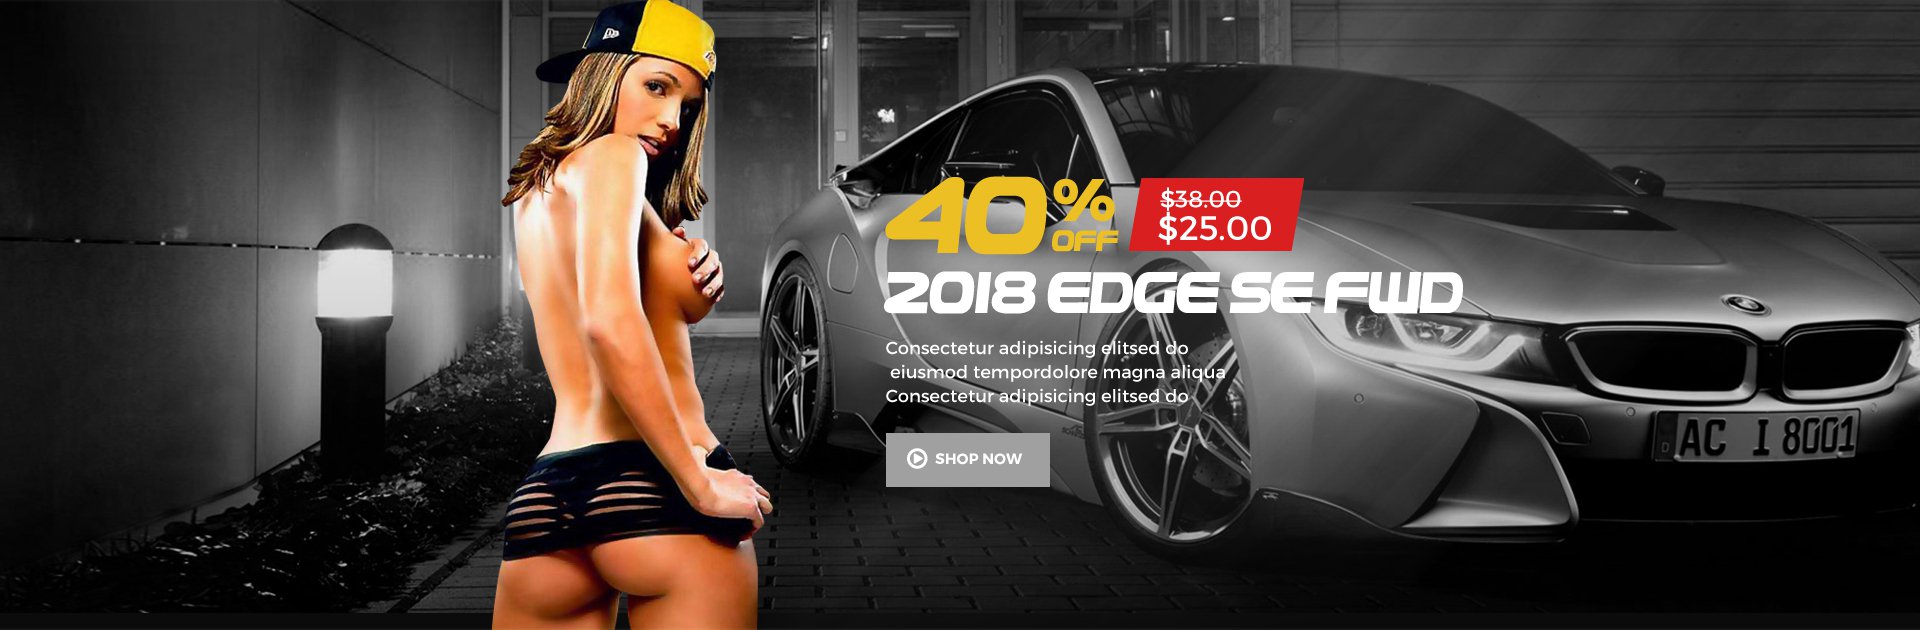 40% OFF
$38.00
$25.00
2018 EDGE SE FWD
Consectetur adipisicing elitsed do
eiusmod tempordolore magna aliqua
Consectetur adipisicing elitsed do
SHOP NOW
AC I 8001